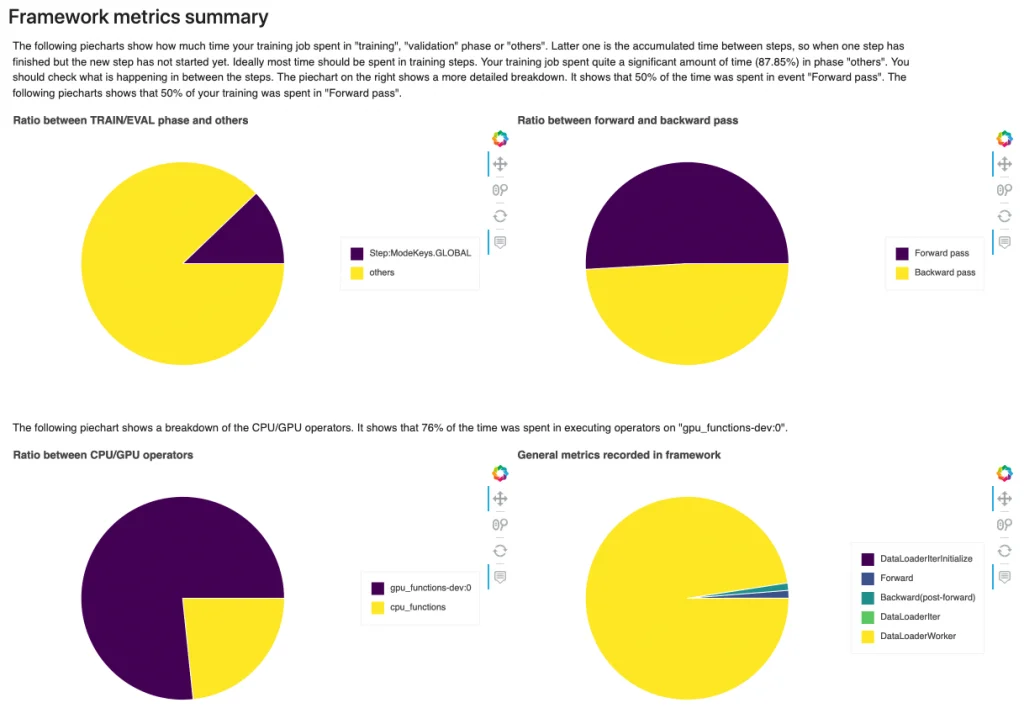 Framework metrics summary
The following piecharts show how much time your training job spent in "training", "validation" phase or "others". Latter one is the accumulated time between steps, so when one step has
finished but the new step has not started yet. Ideally most time should be spent in training steps. Your training job spent quite a significant amount of time (87.85%) in phase "others". You
should check what is happening in between the steps. The piechart on the right shows a more detailed breakdown. It shows that 50% of the time was spent in event "Forward pass". The
following piecharts shows that 50% of your training was spent in "Forward pass".
Ratio between TRAIN/EVAL phase and others
Step:ModeKeys.GLOBAL
others
Ratio between forward and backward pass
Forward pass
Backward pass
The following piechart shows a breakdown of the CPU/GPU operators. It shows that 76% of the time was spent in executing operators on "gpu_functions-dev:0".
Ratio between CPU/GPU operators
gpu_functions-dev:0
cpu_functions
General metrics recorded in framework
DataLoaderIterInitialize
Forward
Backward(post-forward)
DataLoaderIter
DataLoaderWorker